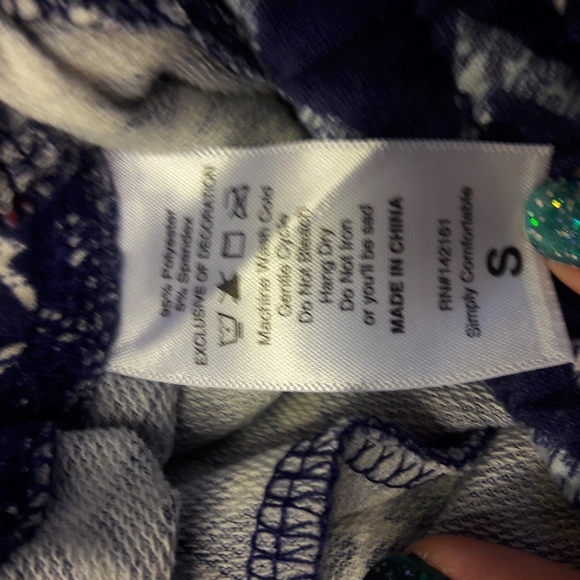 95% Polyester
5% Spandex
EXCLUSIVE OF DECORATION
Machine Wash Cold
Gentle Cycle
Do Not Bleach
Hang Dry
Do Not Iron
or you'll be sad
MADE IN CHINA
RN#142161
Simply Comfortable
S